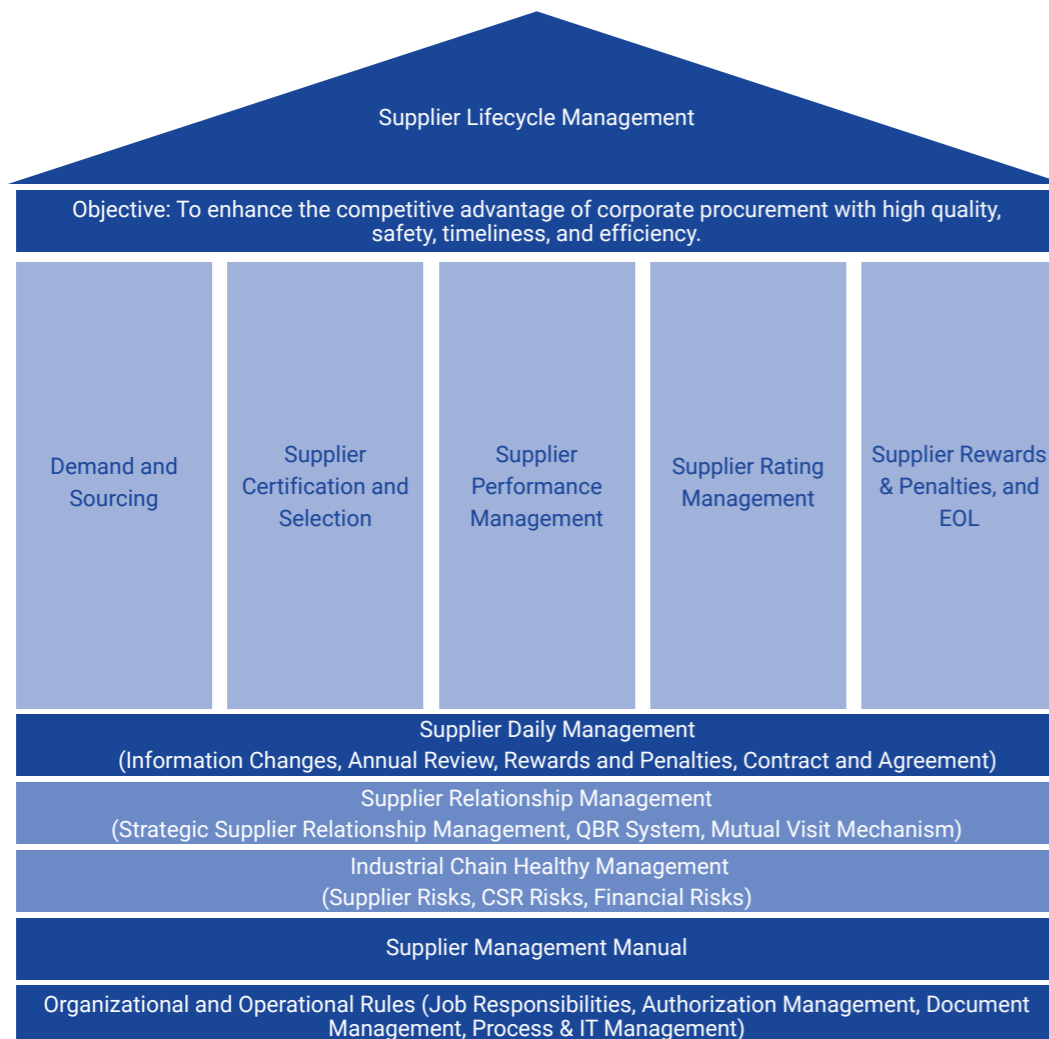 Supplier Lifecycle Management
Objective: To enhance the competitive advantage of corporate procurement with high quality,
safety, timeliness, and efficiency.
Demand and
Sourcing
Supplier
Certification and
Selection
Supplier
Performance
Management
Supplier Rating
Management
Supplier Rewards
& Penalties, and
EOL
Supplier Daily Management
(Information Changes, Annual Review, Rewards and Penalties, Contract and Agreement)
Supplier Relationship Management
(Strategic Supplier Relationship Management, QBR System, Mutual Visit Mechanism)
Industrial Chain Healthy Management
(Supplier Risks, CSR Risks, Financial Risks)
Supplier Management Manual
Organizational and Operational Rules (Job Responsibilities, Authorization Management, Document
Management, Process & IT Management)